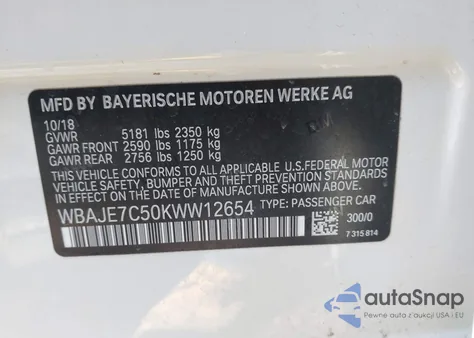 MFD BY BAYERISCHE MOTOREN WERKE AG
10/18
GVWR 5181 lbs 2350 kg
GAWR FRONT 2590 lbs 1175 kg
GAWR REAR 2756 lbs 1250 kg
THIS VEHICLE CONFORMS TO ALL APPLICABLE U.S.FEDERAL MOTOR
VEHICLE SAFETY, BUMPER, AND THEFT PREVENTION STANDARDS
IN EFFECT ON THE DATE OF MANUFACTURE SHOWN ABOVE.
WBAJE7C50KWW12654 TYPE: PASSENGER CAR
300/0
7 315 814
autoSnap
Pewne auta z aukcji USA i EU